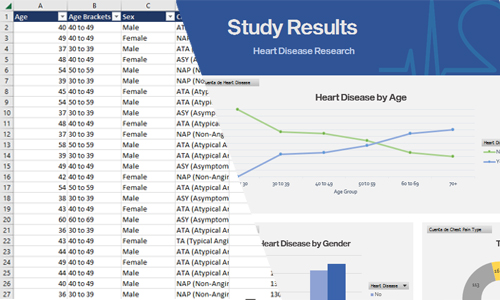 A B C
1 Age Age Brackets Sex C
2 40 40 to 49 Male AT
3 49 40 to 49 Female NAP
4 37 30 to 39 Male ATA
5 48 40 to 49 Female ASY (A
6 54 50 to 59 Male NAP (N
7 39 30 to 39 Male NAP (No
8 45 40 to 49 Female ATA (Atyp
9 54 50 to 59 Male ATA (Atypi
10 37 30 to 39 Male ASY (Asymp
11 48 40 to 49 Female ATA (Atypica
12 37 30 to 39 Female NAP (Non-Ang
13 58 50 to 59 Male ATA (Atypical A
14 39 30 to 39 Male ATA (Atypical A
15 49 40 to 49 Male ASY (Asymptom
16 42 40 to 49 Female NAP (Non-Angin
17 54 50 to 59 Female ATA (Atypical A
18 38 30 to 39 Male ASY (Asymptom
19 43 40 to 49 Female ATA (Atypical Ar
20 60 60 to 69 Male ASY (Asymptom
21 36 30 to 39 Male ATA (Atypical Ar
22 43 40 to 49 Female TA (Typical Angi
23 44 40 to 49 Male ATA (Atypical Ar
24 49 40 to 49 Female ATA (Atypical A
25 44 40 to 49 Male ATA (Atypical A
26 40 40 to 49 Male NAP (Non-Angi
27 36 30 to 39 Male NAP (Non-Angin 130
Study Results
Heart Disease Research
Cuenta de Heart Disease
Heart Disease by Age
Heart Di
30 to 39 40 to 49 50 to 59 60 to 69 70+
Age Group
Heart Disease by Gender
Heart Disease
No
Cuenta de Chest Pain Type
T